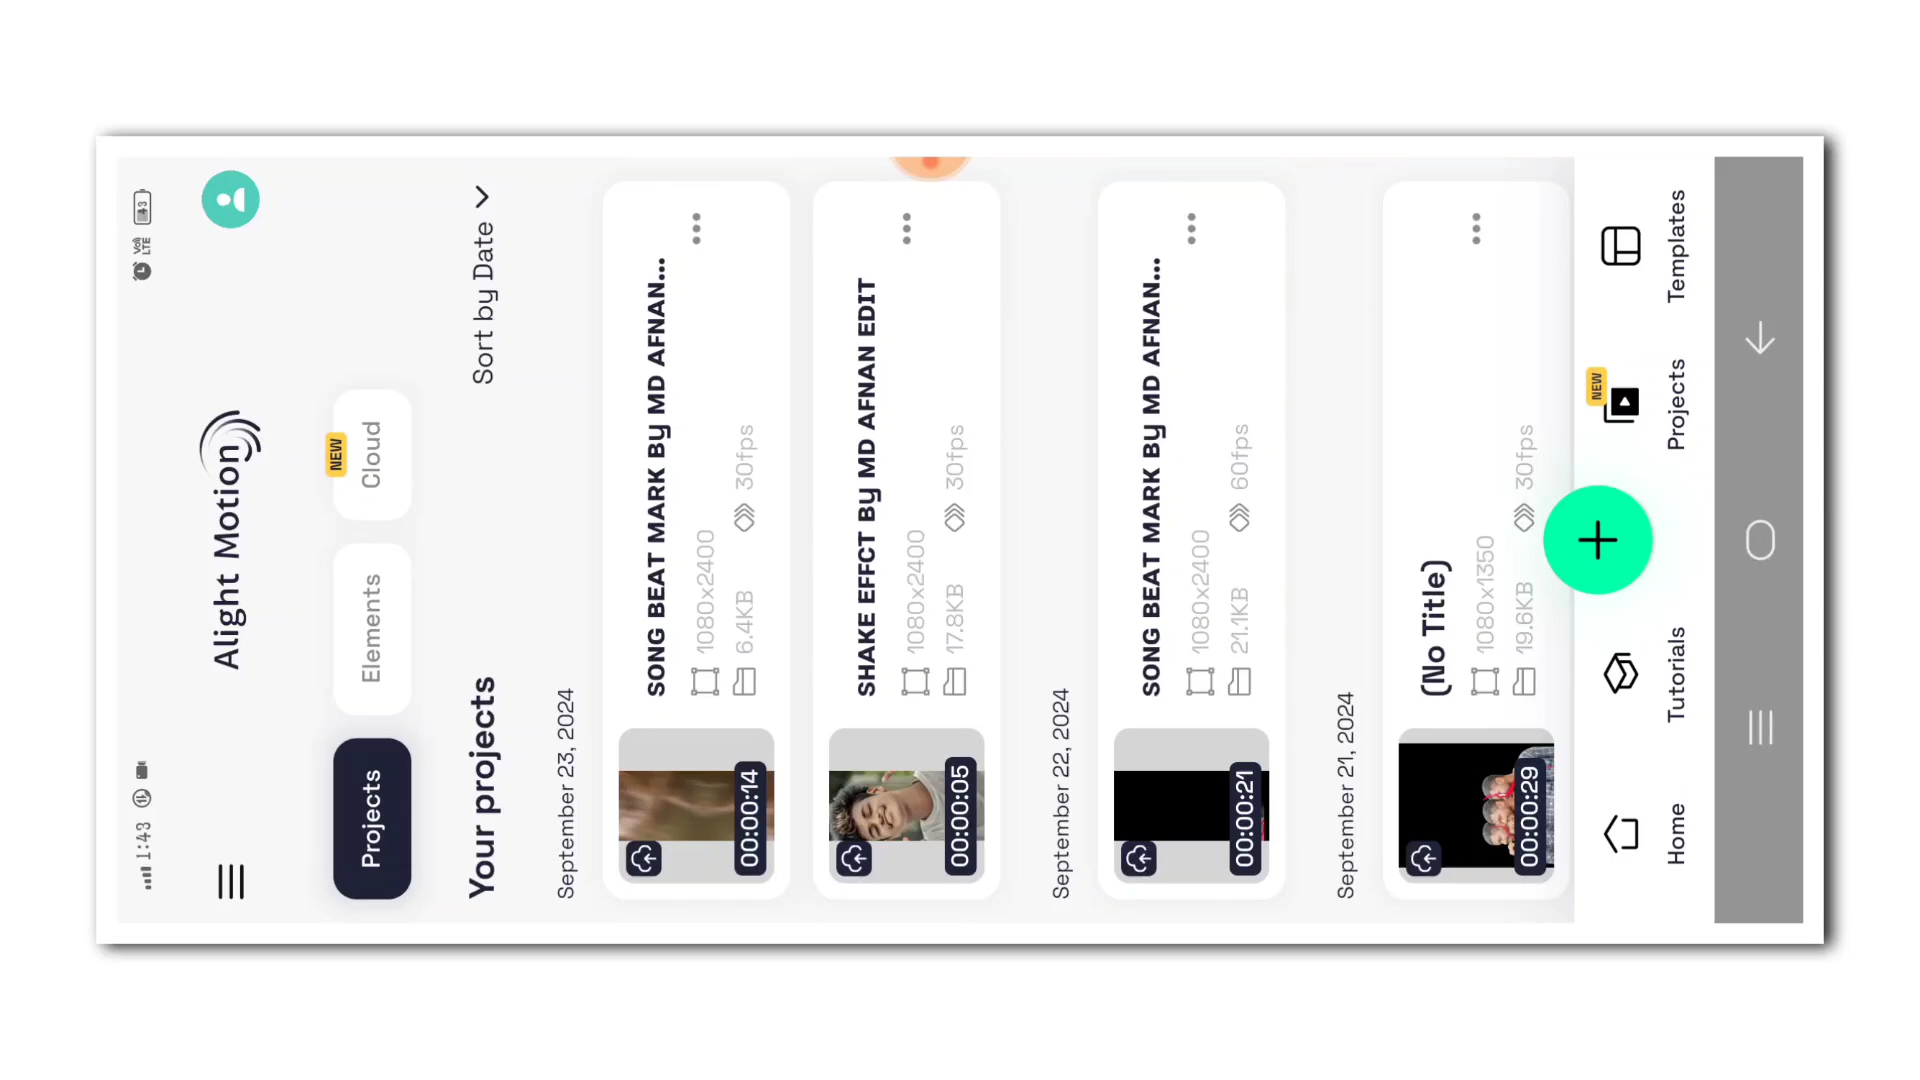 1:43
Vo)) LTE
43
Alight Motion
Projects
Elements
Cloud
NEW
Your projects
Sort by Date
September 23, 2024
SONG BEAT MARK By MD AFNAN...
1080x2400
6.4KB
30fps
00:00:14
SHAKE EFFCT By MD AFNAN EDIT
1080x2400
17.8KB
30fps
00:00:05
September 22, 2024
SONG BEAT MARK By MD AFNAN...
1080x2400
21.1KB
60fps
00:00:21
September 21, 2024
(No Title)
1080x1350
19.6KB
30fps
00:00:29
NEW
Home
Tutorials
Projects
Templates